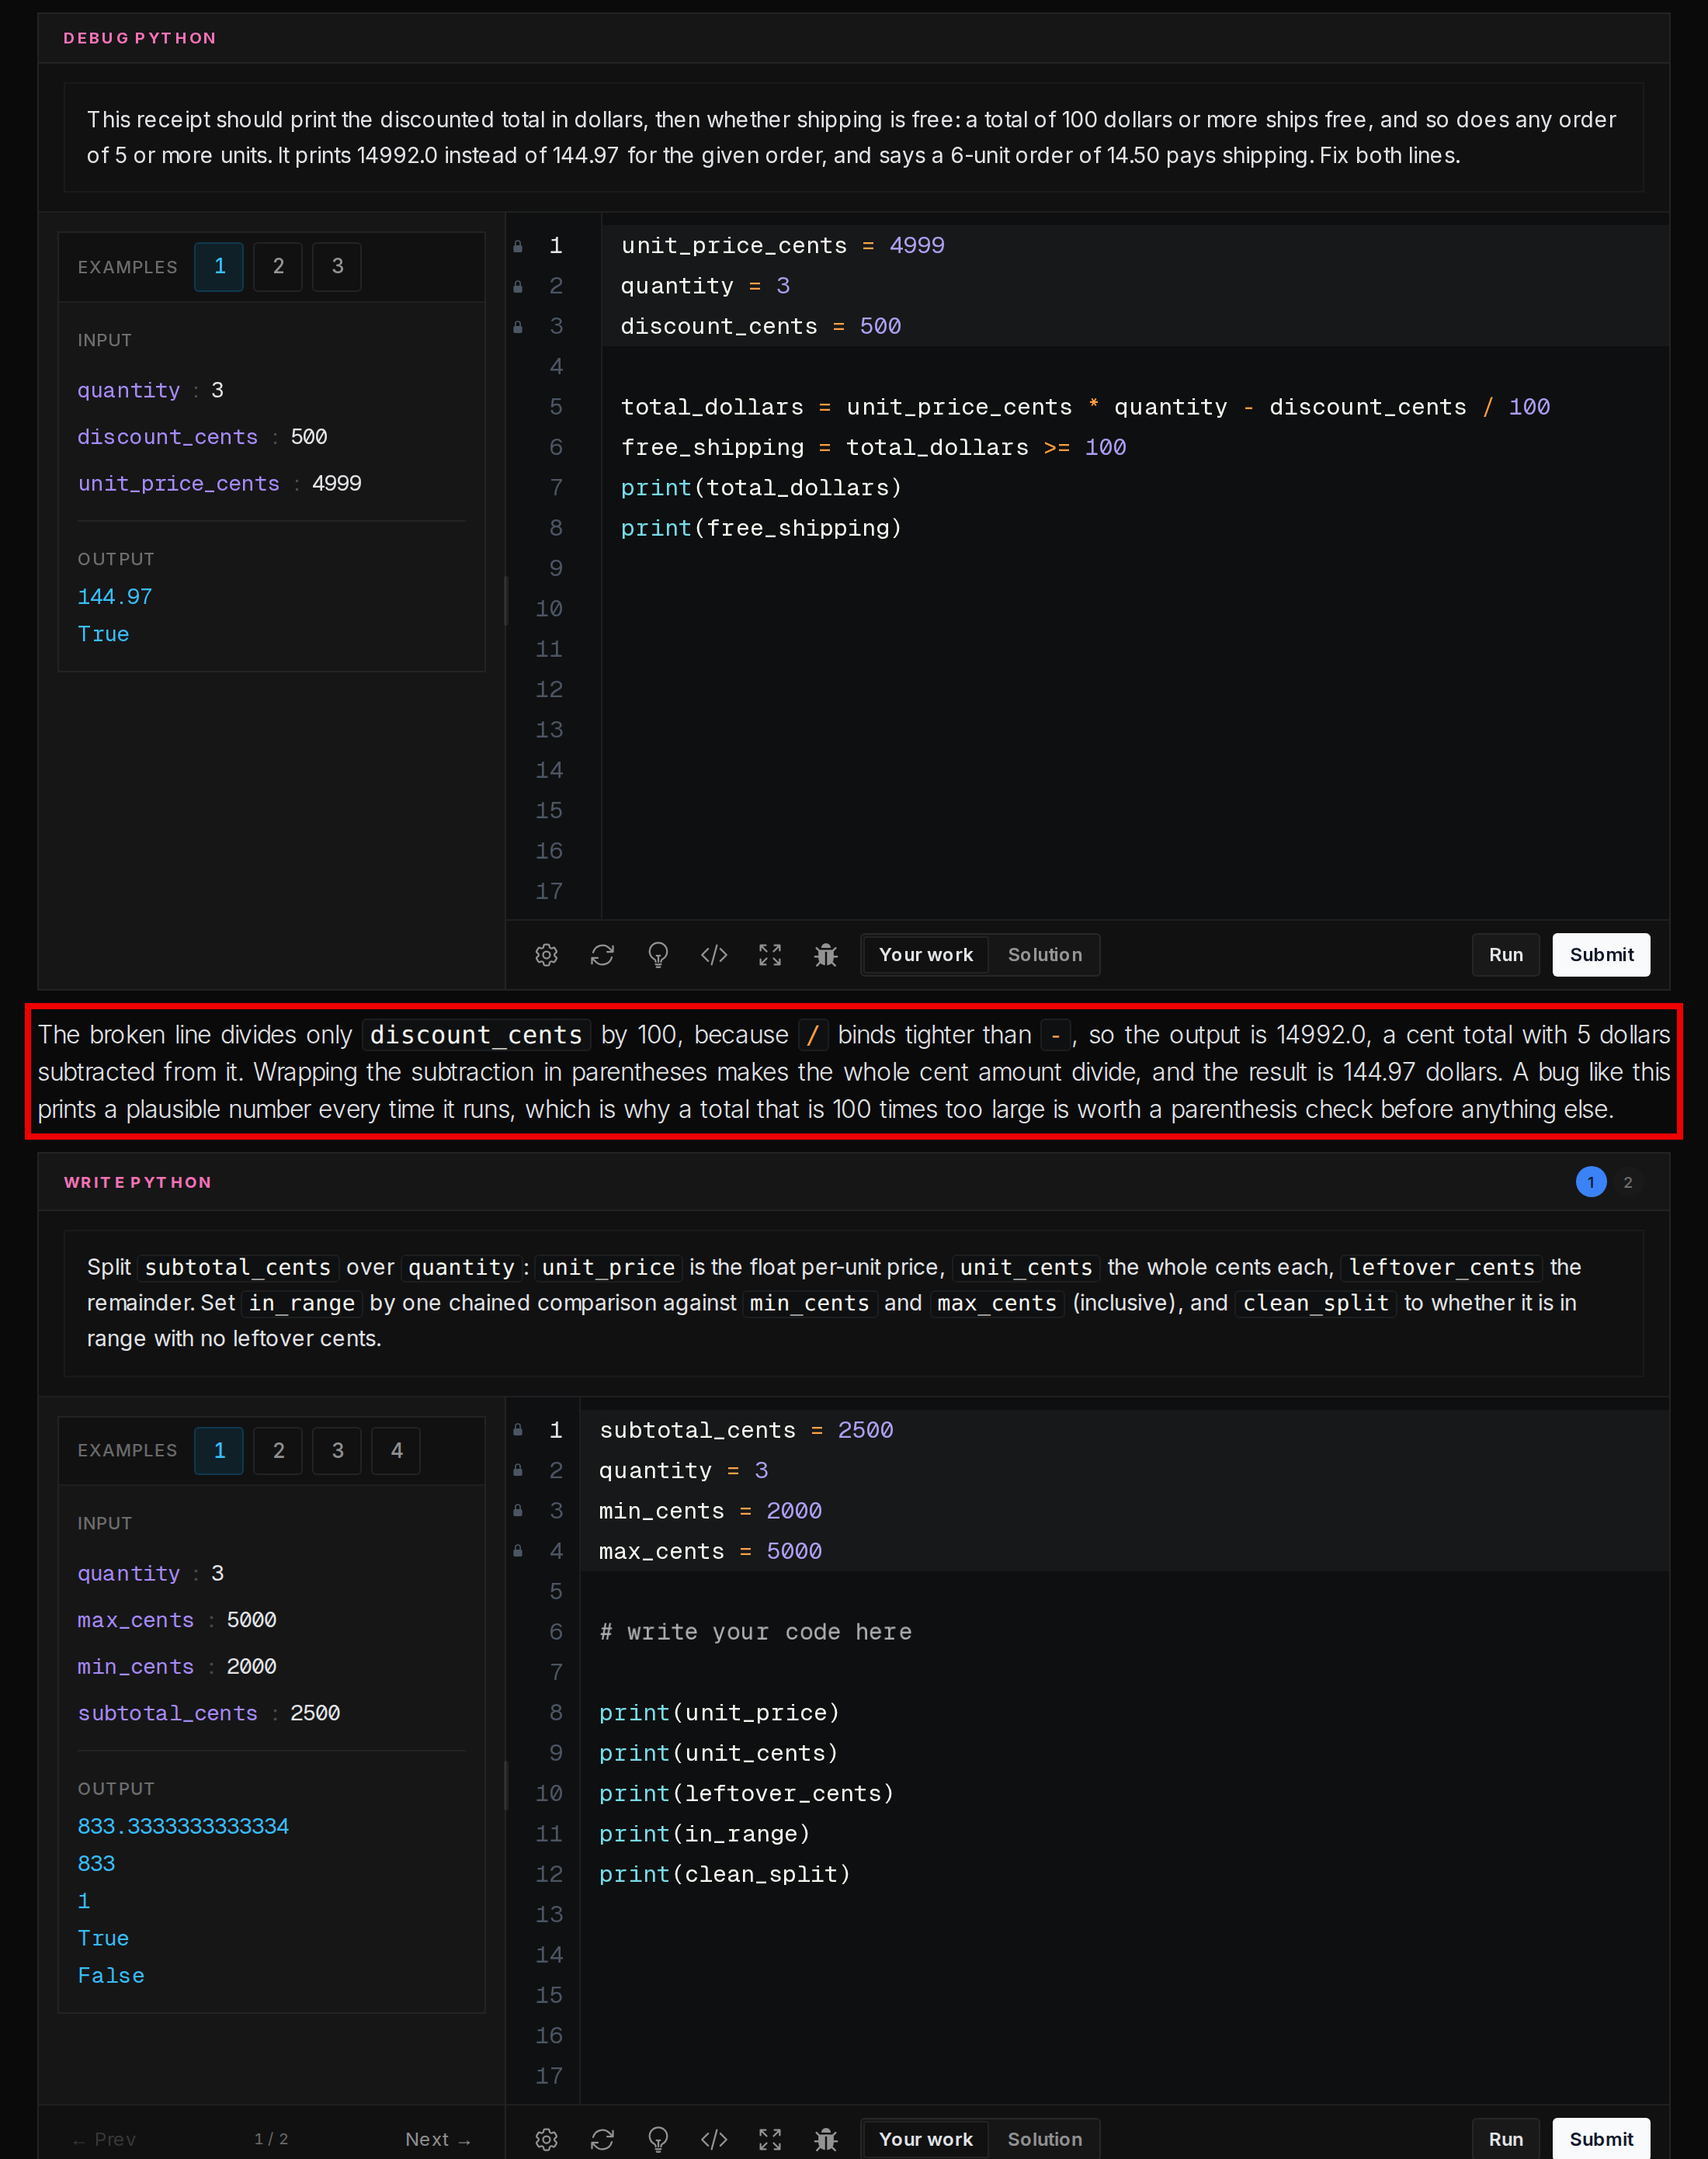 DEBUG PYTHON
This receipt should print the discounted total in dollars, then whether shipping is free: a total of 100 dollars or more ships free, and so does any order
of 5 or more units. It prints 14992.0 instead of 144.97 for the given order, and says a 6-unit order of 14.50 pays shipping. Fix both lines.
EXAMPLES 1 2 3
INPUT
quantity : 3
discount_cents : 500
unit_price_cents : 4999
OUTPUT
144.97
True
1 unit_price_cents = 4999
2 quantity = 3
3 discount_cents = 500
4
5 total_dollars = unit_price_cents * quantity - discount_cents / 100
6 free_shipping = total_dollars >= 100
7 print(total_dollars)
8 print(free_shipping)
9
10
11
12
13
14
15
16
17
Your work Solution Run Submit
The broken line divides only discount_cents by 100, because / binds tighter than -, so the output is 14992.0, a cent total with 5 dollars
subtracted from it. Wrapping the subtraction in parentheses makes the whole cent amount divide, and the result is 144.97 dollars. A bug like this
prints a plausible number every time it runs, which is why a total that is 100 times too large is worth a parenthesis check before anything else.
WRITE PYTHON 1 2
Split subtotal_cents over quantity: unit_price is the float per-unit price, unit_cents the whole cents each, leftover_cents the
remainder. Set in_range by one chained comparison against min_cents and max_cents (inclusive), and clean_split to whether it is in
range with no leftover cents.
EXAMPLES 1 2 3 4
INPUT
quantity : 3
max_cents : 5000
min_cents : 2000
subtotal_cents : 2500
OUTPUT
833.3333333333334
833
1
True
False
1 subtotal_cents = 2500
2 quantity = 3
3 min_cents = 2000
4 max_cents = 5000
5
6 # write your code here
7
8 print(unit_price)
9 print(unit_cents)
10 print(leftover_cents)
11 print(in_range)
12 print(clean_split)
13
14
15
16
17
← Prev 1 / 2 Next →
Your work Solution Run Submit